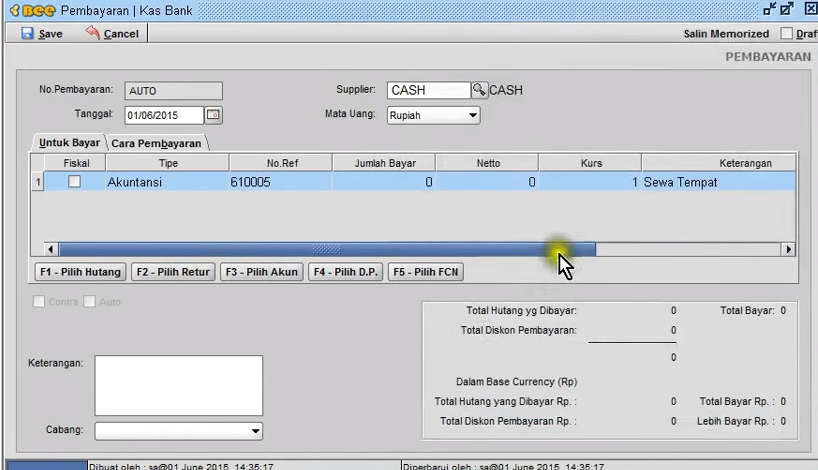 BEE Pembayaran | Kas Bank
Save Cancel Salin Memorized Draf
PEMBAYARAN
No.Pembayaran: AUTO Supplier: CASH CASH
Tanggal: 01/06/2015 Mata Uang: Rupiah
Untuk Bayar Cara Pembayaran
Fiskal Tipe No.Ref Jumlah Bayar Netto Kurs Keterangan
1 Akuntansi 610005 0 0 1 Sewa Tempat
F1 - Pilih Hutang F2 - Pilih Retur F3 - Pilih Akun F4 - Pilih D.P. F5 - Pilih FCN
Contra Auto
Total Hutang yg Dibayar: 0 Total Bayar: 0
Total Diskon Pembayaran: 0
0
Keterangan:
Dalam Base Currency (Rp)
Total Hutang yang Dibayar Rp. : 0 Total Bayar Rp. : 0
Total Diskon Pembayaran Rp. : 0 Lebih Bayar Rp. : 0
Cabang:
Dibuat oleh : sa@01 June 2015 14:35:17 Diperbarui oleh : sa@01 June 2015 14:35:17